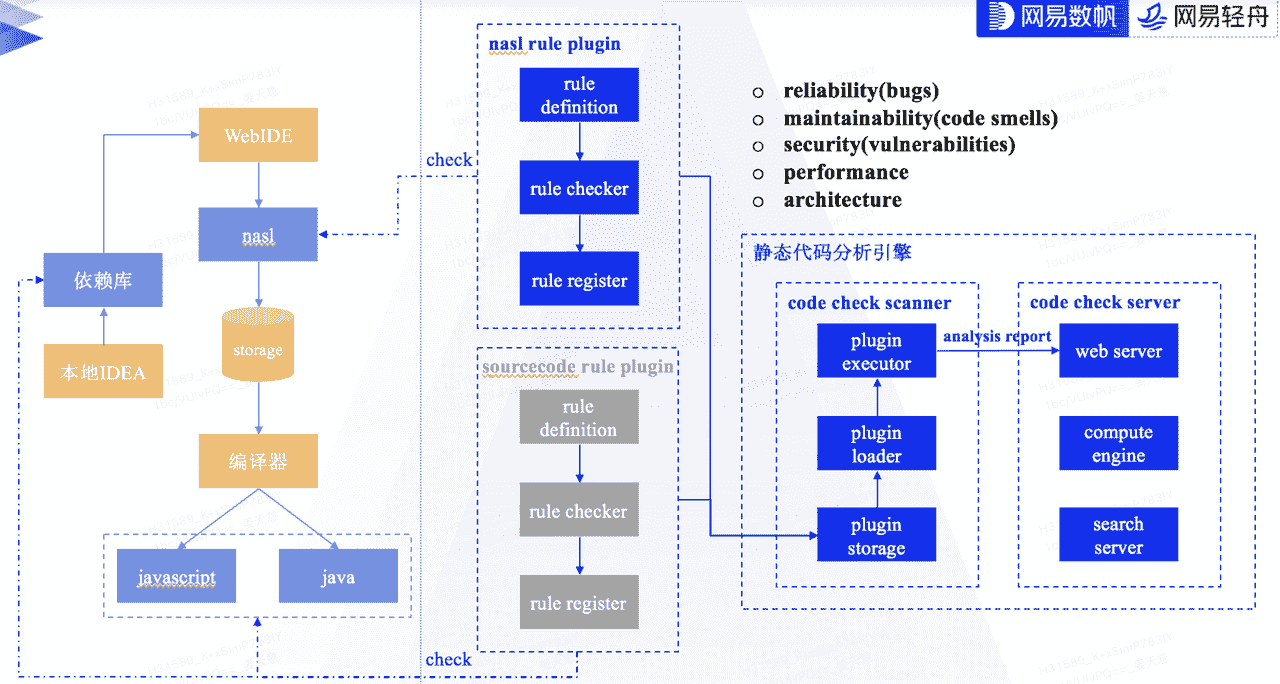 网易数帆
网易轻舟
WebIDE
nasl
依赖库
本地IDEA
storage
编译器
javascript
java
check
nasl rule plugin
rule
definition
rule checker
rule register
sourcecode rule plugin
rule
definition
rule checker
rule register
check
reliability(bugs)
maintainability(code smells)
security(vulnerabilities)
performance
architecture
静态代码分析引擎
code check scanner
plugin
executor
plugin
loader
plugin
storage
analysis report
code check server
web server
compute
engine
search
server